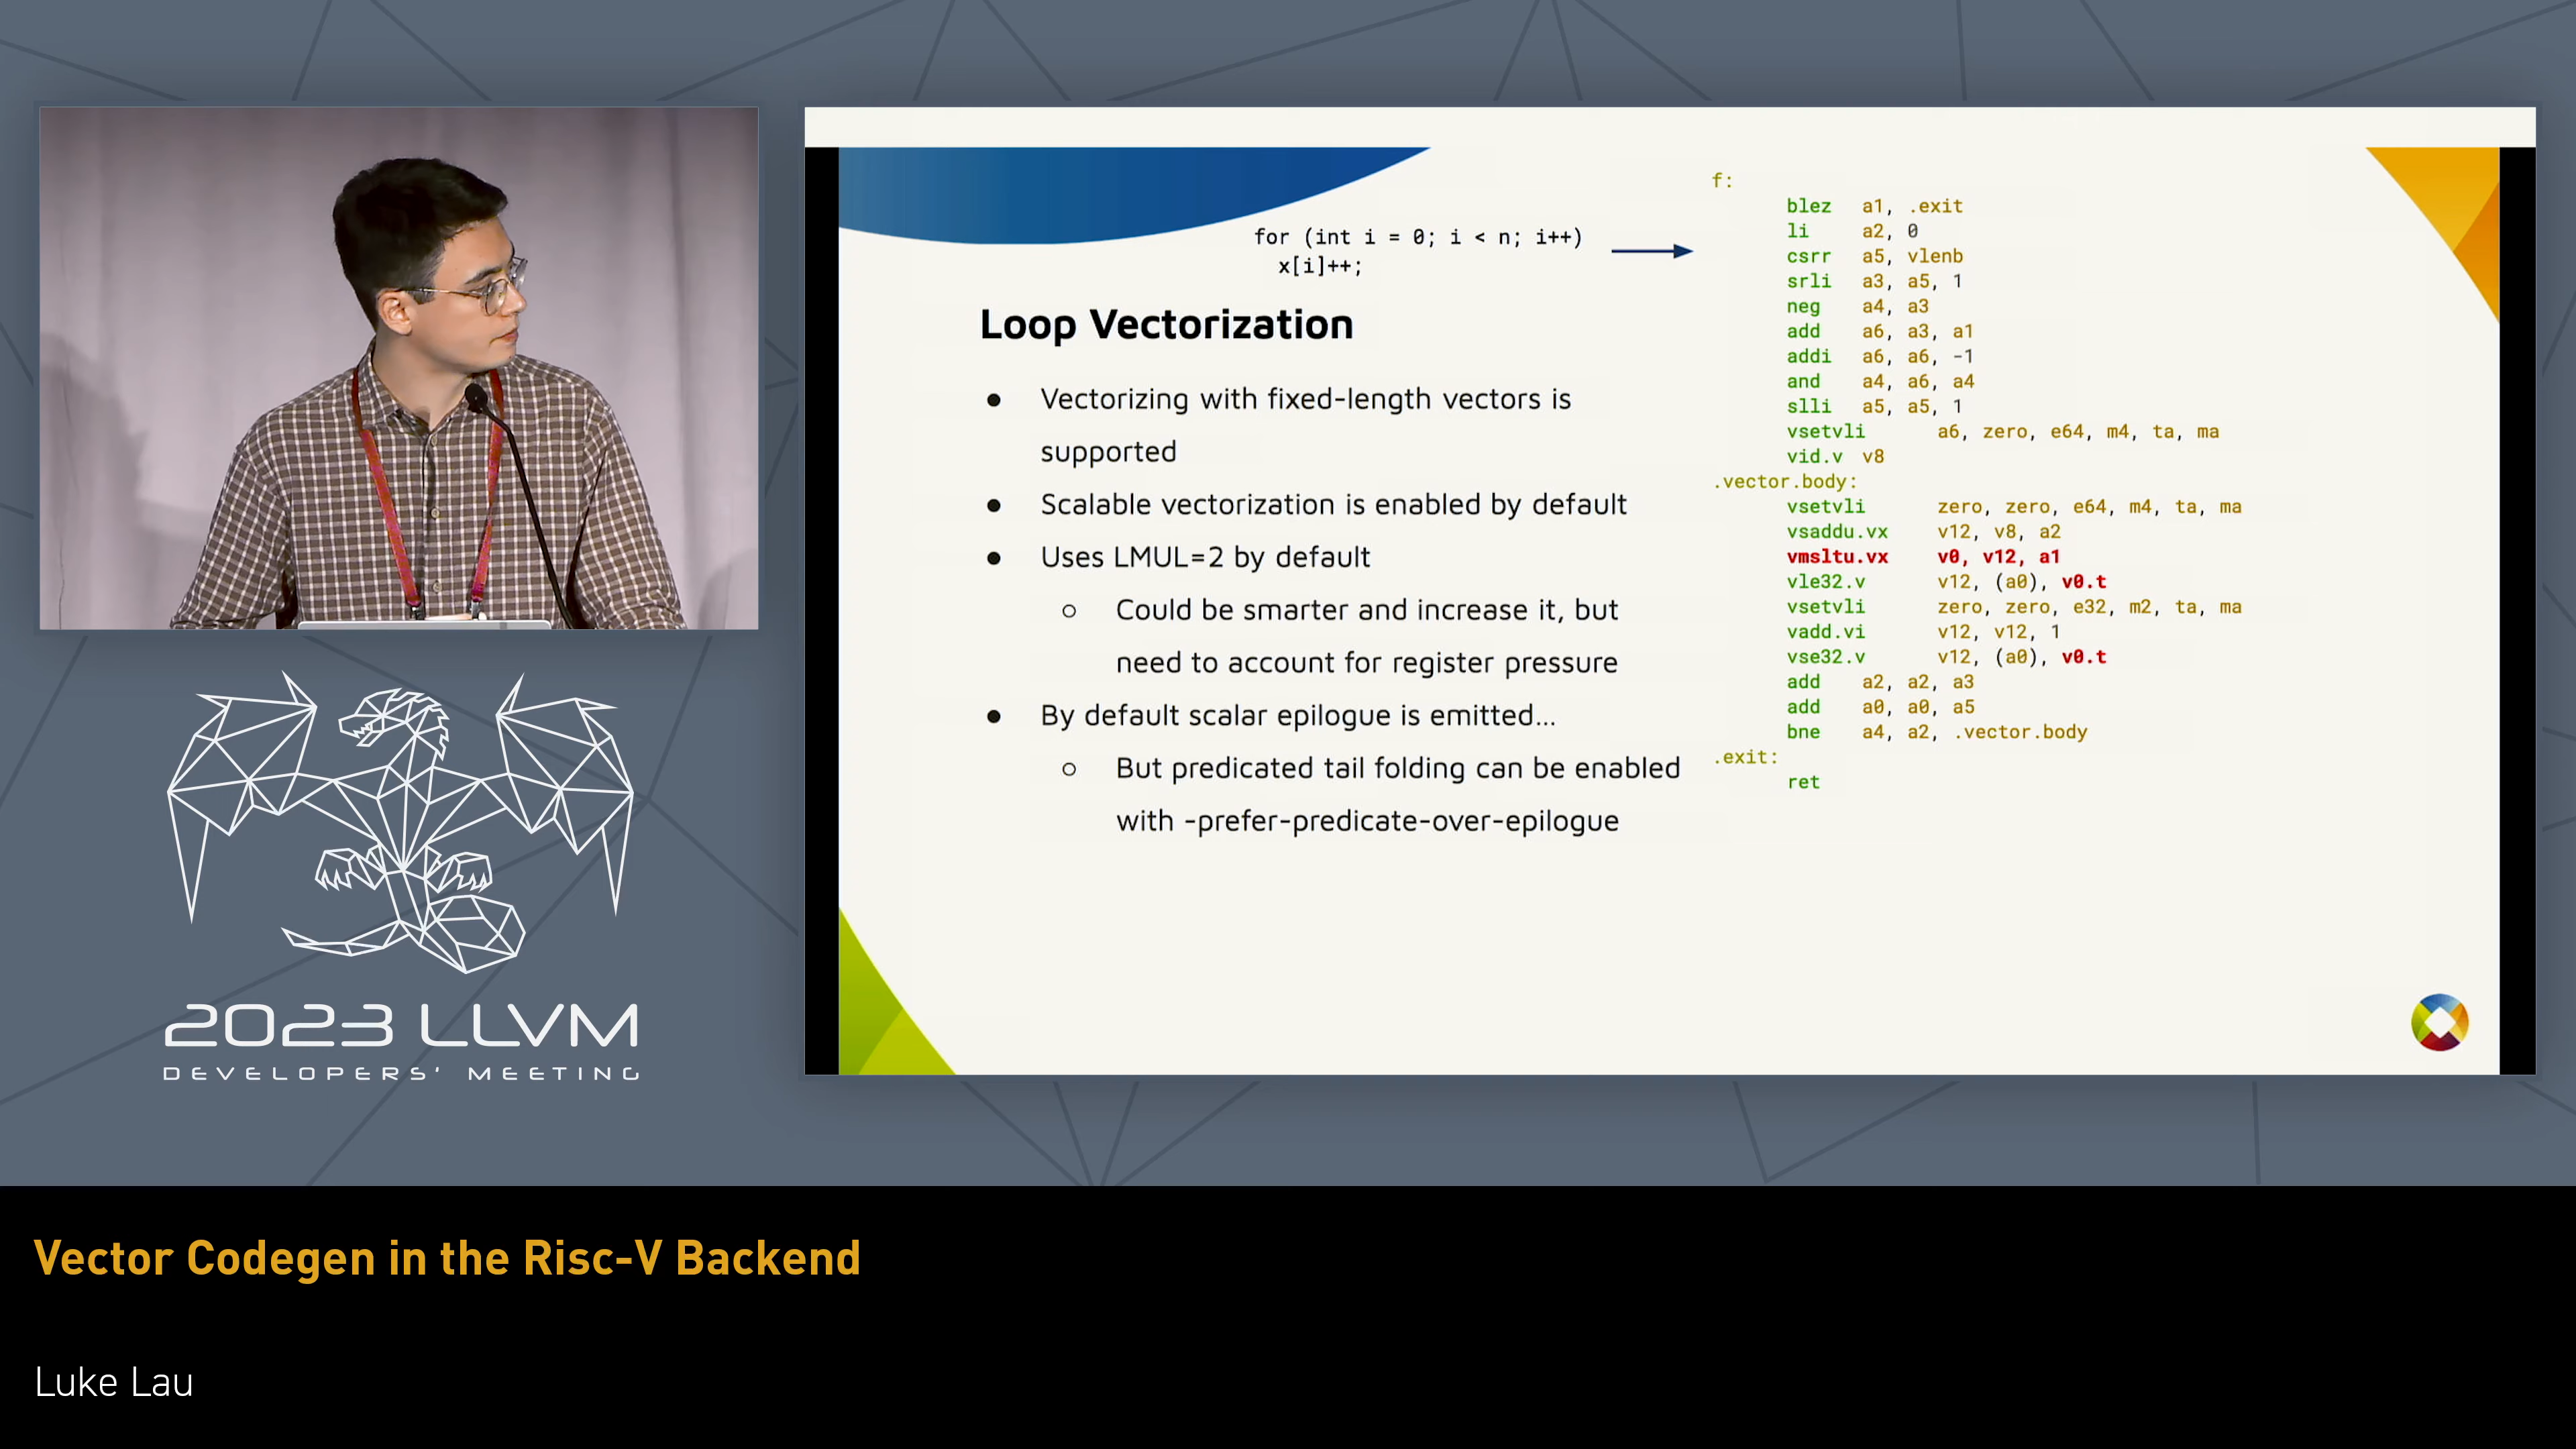 for (int i = 0; i < n; i++)
x[i]++;
Loop Vectorization
● Vectorizing with fixed-length vectors is
supported
● Scalable vectorization is enabled by default
● Uses LMUL=2 by default
○ Could be smarter and increase it, but
need to account for register pressure
● By default scalar epilogue is emitted...
○ But predicated tail folding can be enabled
with -prefer-predicate-over-epilogue
f:
blez a1, .exit
li a2, 0
csrr a5, vlenb
srli a3, a5, 1
neg a4, a3
add a6, a3, a1
addi a6, a6, -1
and a4, a6, a4
slli a5, a5, 1
vsetvli a6, zero, e64, m4, ta, ma
vid.v v8
.vector.body:
vsetvli zero, zero, e64, m4, ta, ma
vsaddu.vx v12, v8, a2
vmsltu.vx v0, v12, a1
vle32.v v12, (a0), v0.t
vsetvli zero, zero, e32, m2, ta, ma
vadd.vi v12, v12, 1
vse32.v v12, (a0), v0.t
add a2, a2, a3
add a0, a0, a5
bne a4, a2, .vector.body
.exit:
ret
2023 LLVM
DEVELOPERS' MEETING
Vector Codegen in the Risc-V Backend
Luke Lau